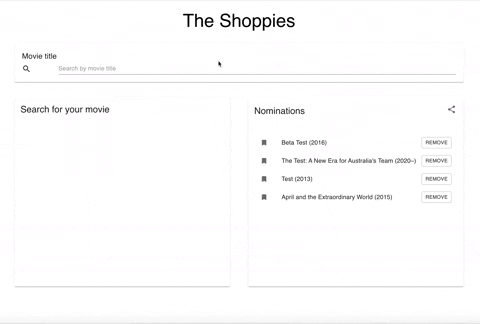 The Shoppies
Movie title
Search by movie title
Search for your movie
Nominations
Beta Test (2016) REMOVE
The Test: A New Era for Australia's Team (2020–) REMOVE
Test (2013) REMOVE
April and the Extraordinary World (2015) REMOVE